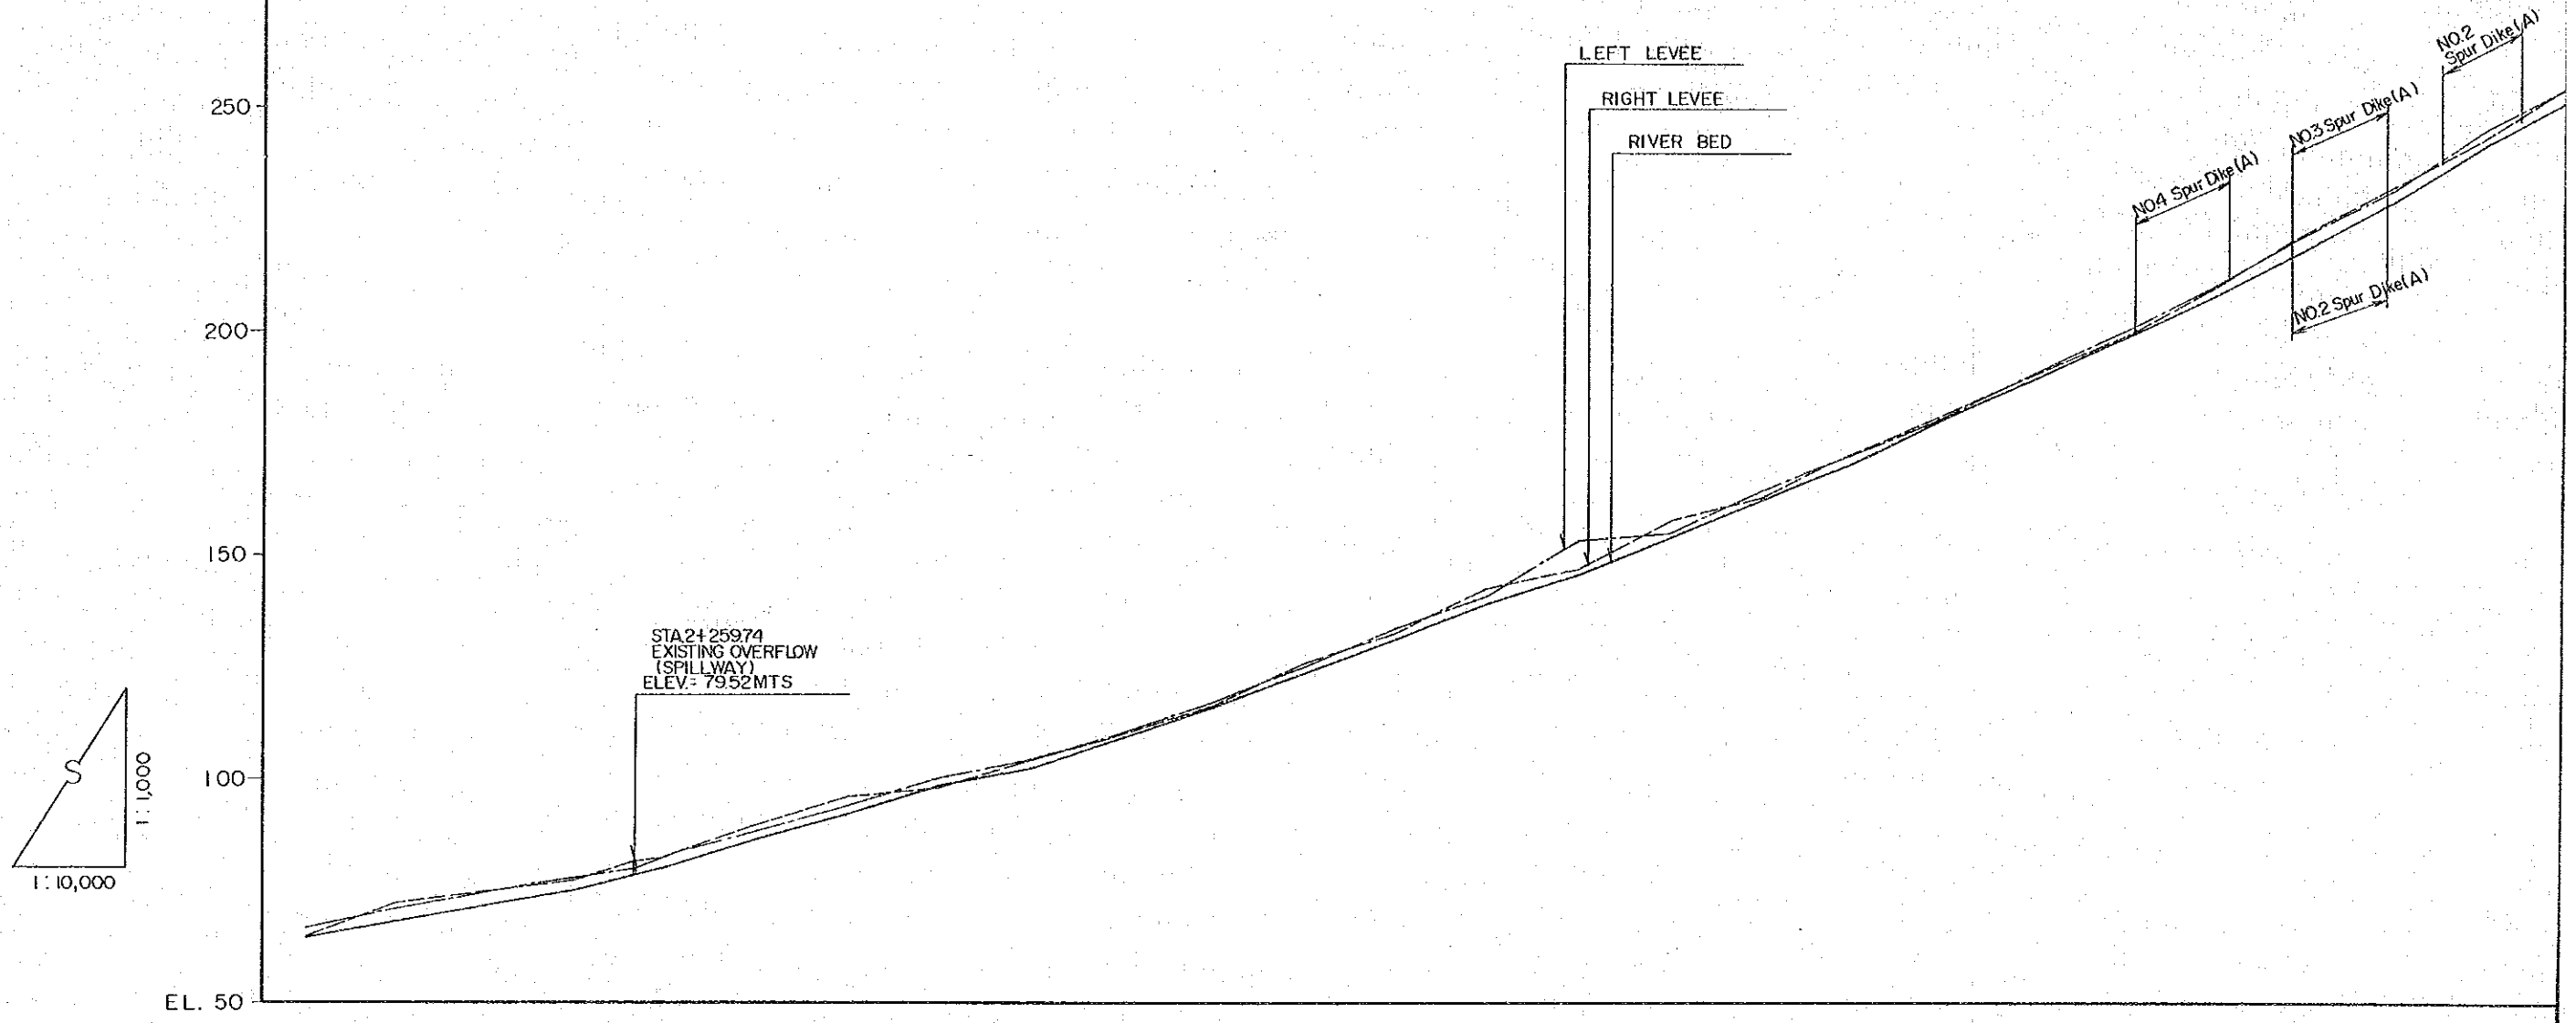 NO.2
Spur Dike(A)
LEFT LEVEE
250
RIGHT LEVEE
NO.3 Spur Dike(A)
RIVER BED
NO.4 Spur Dike(A)
200
NO.2 Spur Dike(A)
150
STA.2+259.74
EXISTING OVERFLOW
(SPILLWAY)
ELEV.= 79.52MTS
100
S
1:1,000
1:10,000
EL. 50